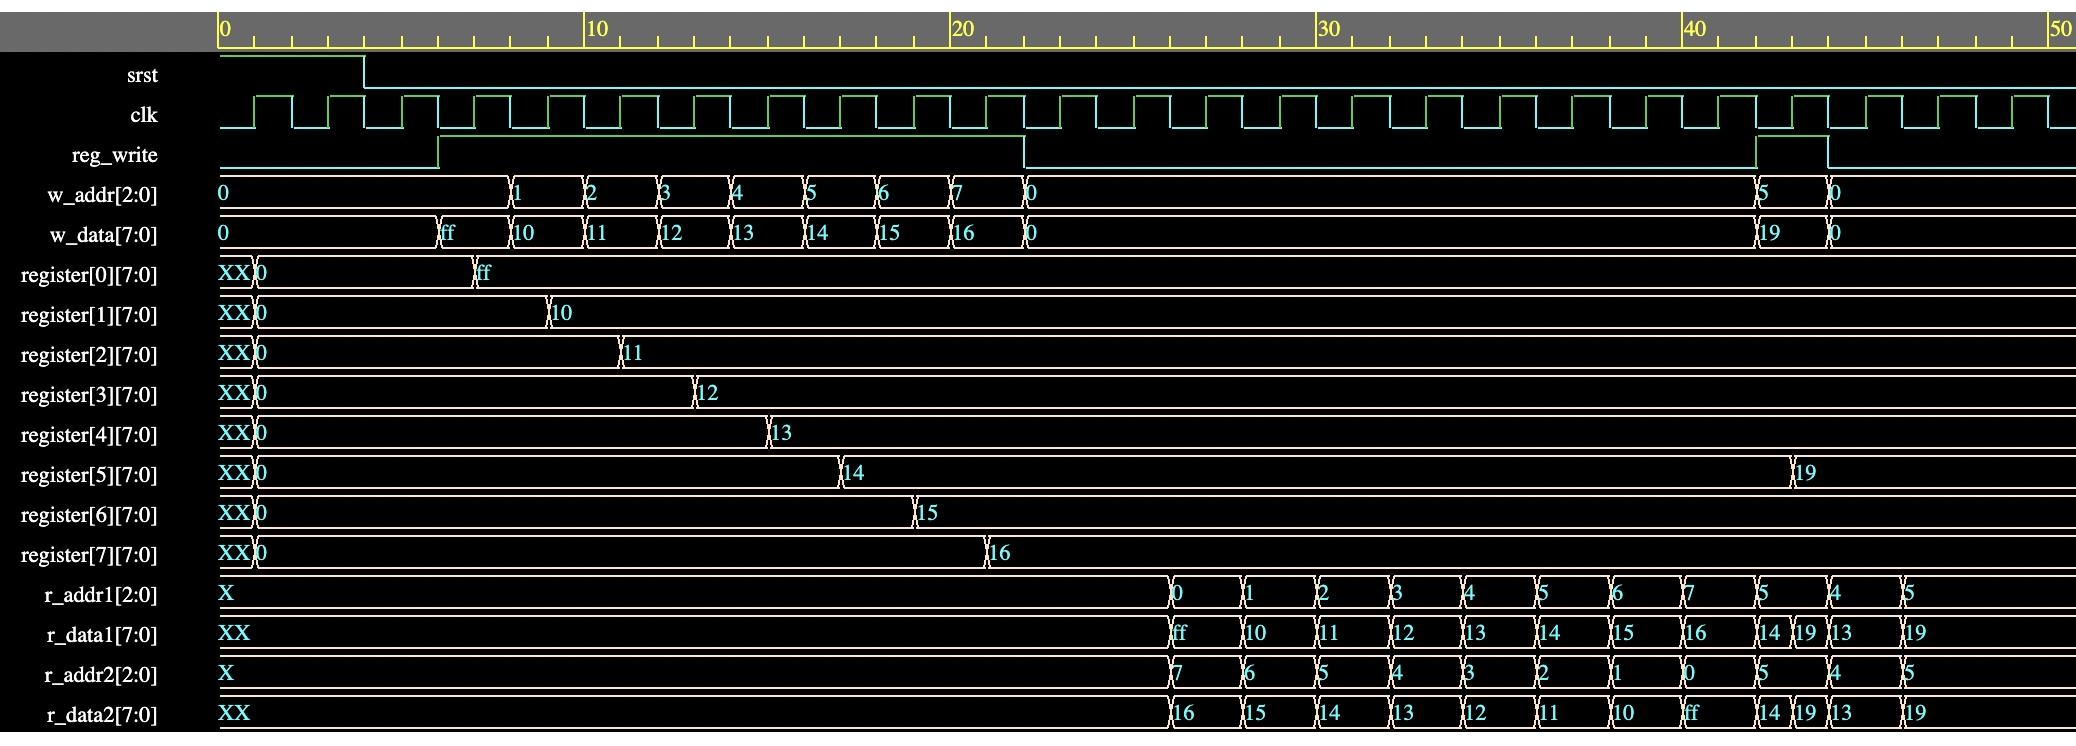 0 10 20 30 40 50
srst
clk
reg_write
w_addr[2:0] 0 1 2 3 4 5 6 7 0 5 0
w_data[7:0] 0 ff 10 11 12 13 14 15 16 0 19 0
register[0][7:0] XX 0 ff
register[1][7:0] XX 0 10
register[2][7:0] XX 0 11
register[3][7:0] XX 0 12
register[4][7:0] XX 0 13
register[5][7:0] XX 0 14 19
register[6][7:0] XX 0 15
register[7][7:0] XX 0 16
r_addr1[2:0] X 0 1 2 3 4 5 6 7 5 4 5
r_data1[7:0] XX ff 10 11 12 13 14 15 16 14 19 13 19
r_addr2[2:0] X 7 6 5 4 3 2 1 0 5 4 5
r_data2[7:0] XX 16 15 14 13 12 11 10 ff 14 19 13 19